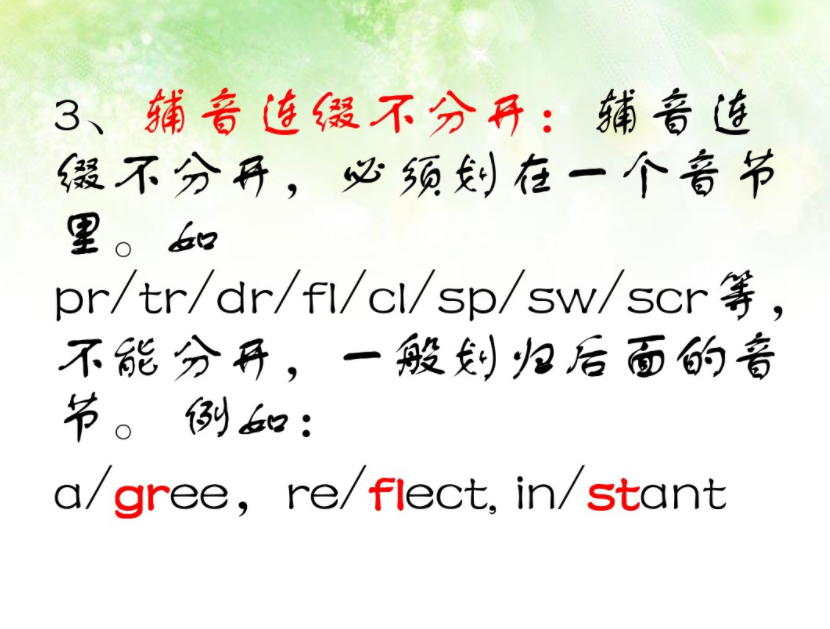 3、辅音连缀不分开：辅音连
缀不分开，必须划在一个音节
里。如
pr/tr/dr/fl/cl/sp/sw/scr等，
不能分开，一般划归后面的音
节。 例如：
a/gree， re/flect, in/stant